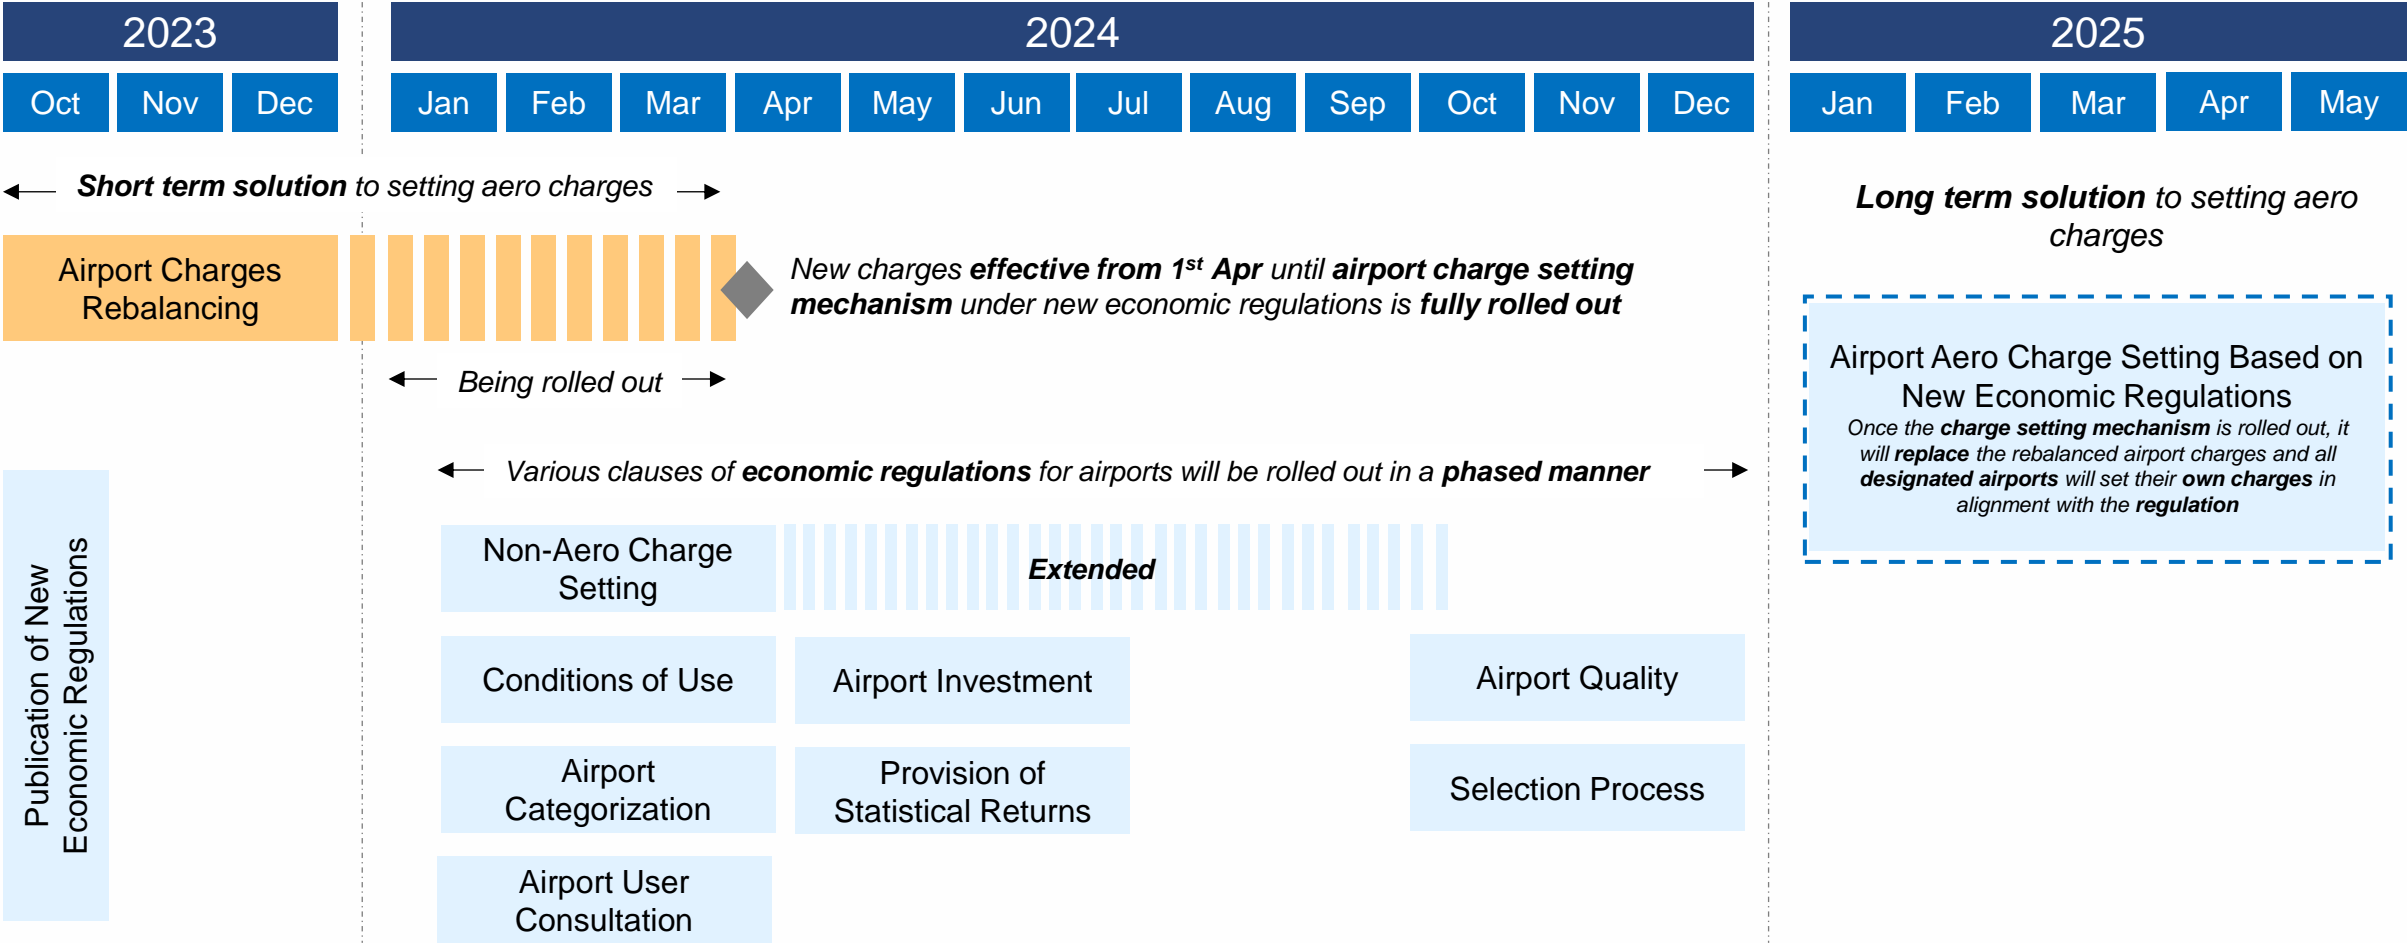 2023
2024
2025
Oct
Nov
Dec
Jan
Feb
Mar
Apr
May
Jun
Jul
Aug
Sep
Oct
Nov
Dec
Jan
Feb
Mar
Apr
May
Short term solution to setting aero charges
Airport Charges
Rebalancing
New charges effective from 1st Apr until airport charge setting
mechanism under new economic regulations is fully rolled out
Being rolled out
Long term solution to setting aero
charges
Airport Aero Charge Setting Based on
New Economic Regulations
Once the charge setting mechanism is rolled out, it
will replace the rebalanced airport charges and all
designated airports will set their own charges in
alignment with the regulation
Various clauses of economic regulations for airports will be rolled out in a phased manner
Publication of New
Economic Regulations
Non-Aero Charge
Setting
Extended
Conditions of Use
Airport Investment
Airport Quality
Airport
Categorization
Provision of
Statistical Returns
Selection Process
Airport User
Consultation